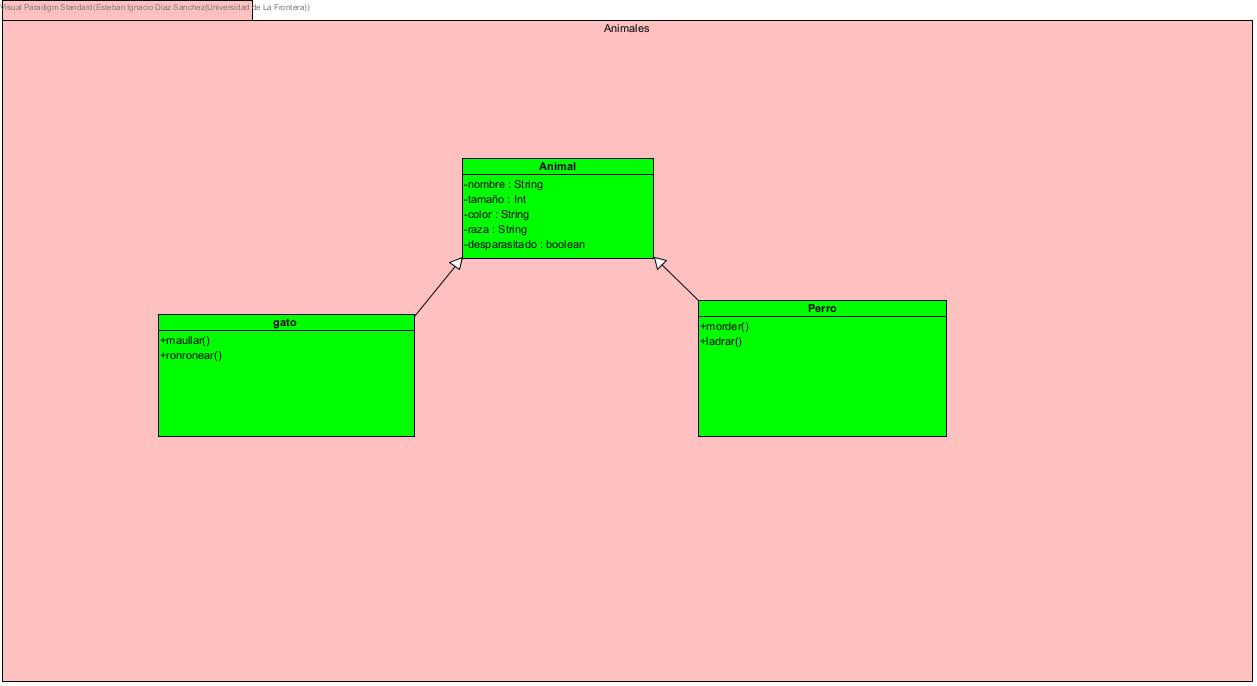 Visual Paradigm Standard(Esteban Ignacio Diaz Sanchez(Universidad de La Frontera))
Animales
Animal
-nombre : String
-tamaño : Int
-color : String
-raza : String
-desparasitado : boolean
gato
+maullar()
+ronronear()
Perro
+morder()
+ladrar()